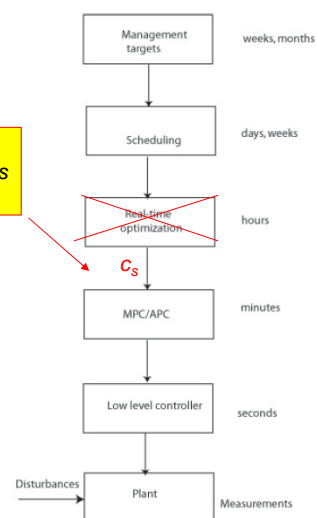 Management
targets
weeks, months
Scheduling
days, weeks
s
Real-time
optimization
hours
cs
MPC/APC
minutes
Low level controller
seconds
Disturbances
Plant
Measurements